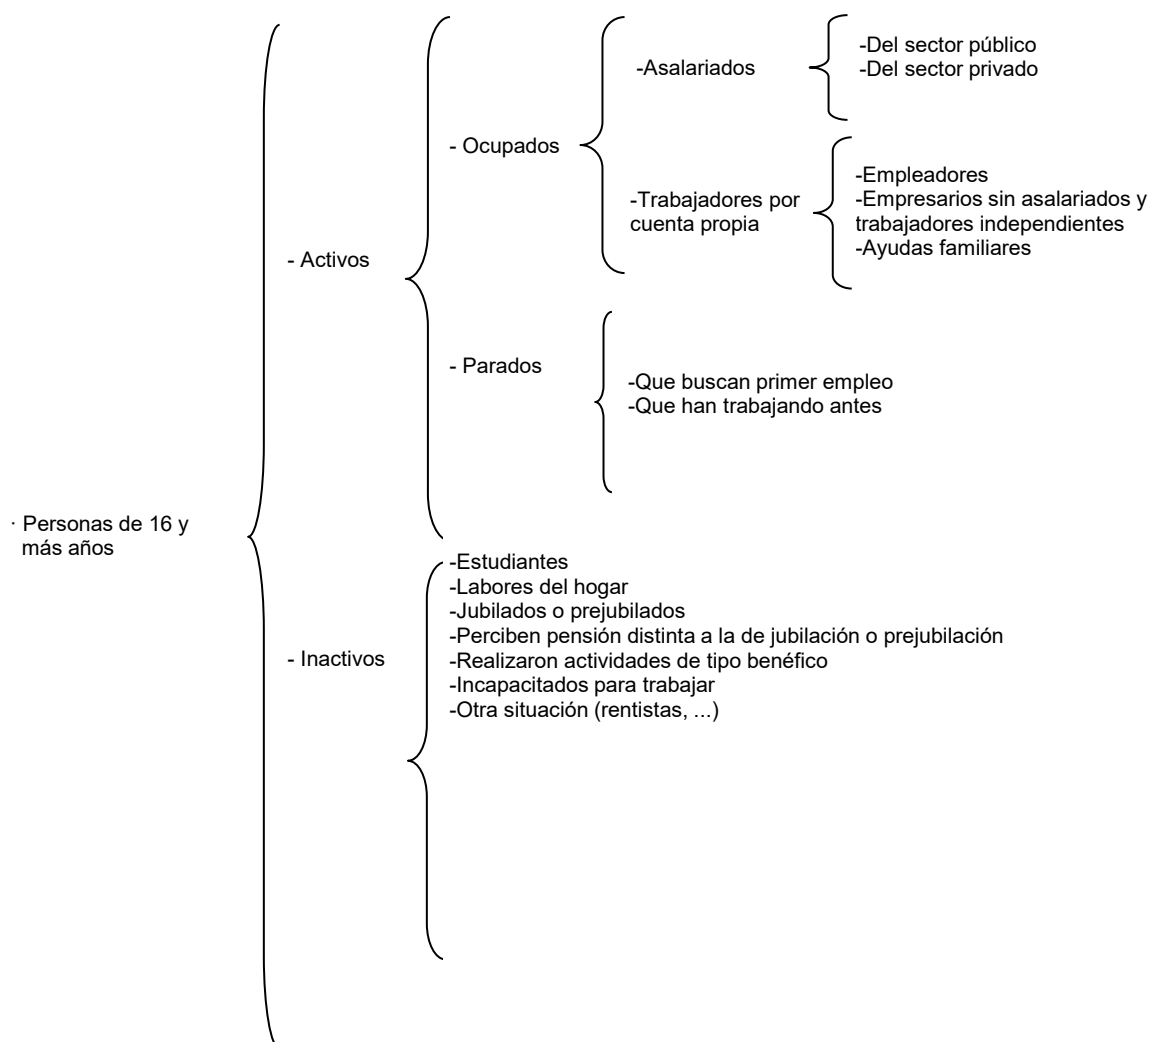 · Personas de 16 y
más años
- Activos
- Ocupados
-Asalariados
-Del sector público
-Del sector privado
-Trabajadores por
cuenta propia
-Empleadores
-Empresarios sin asalariados y
trabajadores independientes
-Ayudas familiares
- Parados
-Que buscan primer empleo
-Que han trabajando antes
- Inactivos
-Estudiantes
-Labores del hogar
-Jubilados o prejubilados
-Perciben pensión distinta a la de jubilación o prejubilación
-Realizaron actividades de tipo benéfico
-Incapacitados para trabajar
-Otra situación (rentistas, ...)